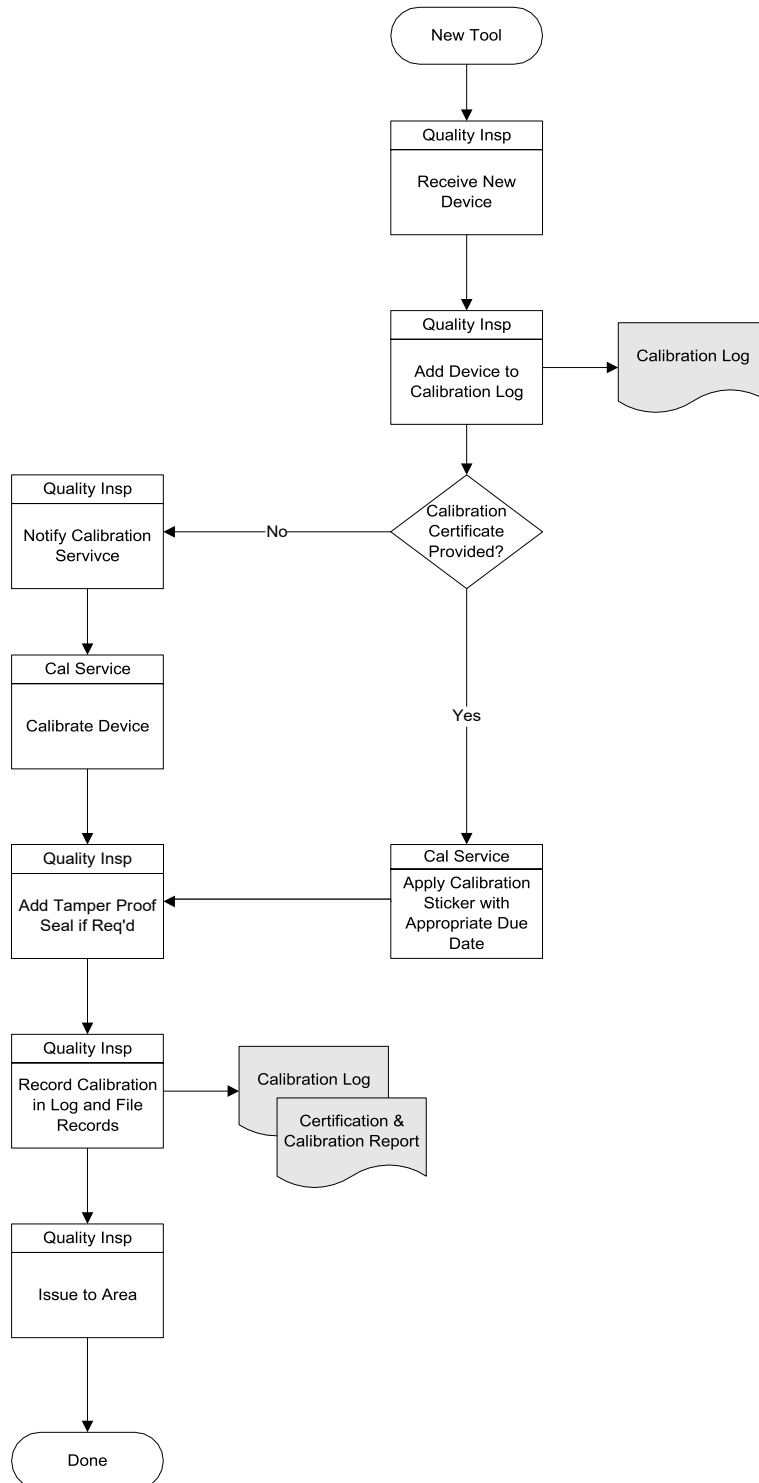 New Tool
Quality Insp
Receive New
Device
Quality Insp
Add Device to
Calibration Log
Calibration Log
Calibration
Certificate
Provided?
No
Quality Insp
Notify Calibration
Servivce
Cal Service
Calibrate Device
Yes
Cal Service
Apply Calibration
Sticker with
Appropriate Due
Date
Quality Insp
Add Tamper Proof
Seal if Req'd
Quality Insp
Record Calibration
in Log and File
Records
Calibration Log
Certification &
Calibration Report
Quality Insp
Issue to Area
Done